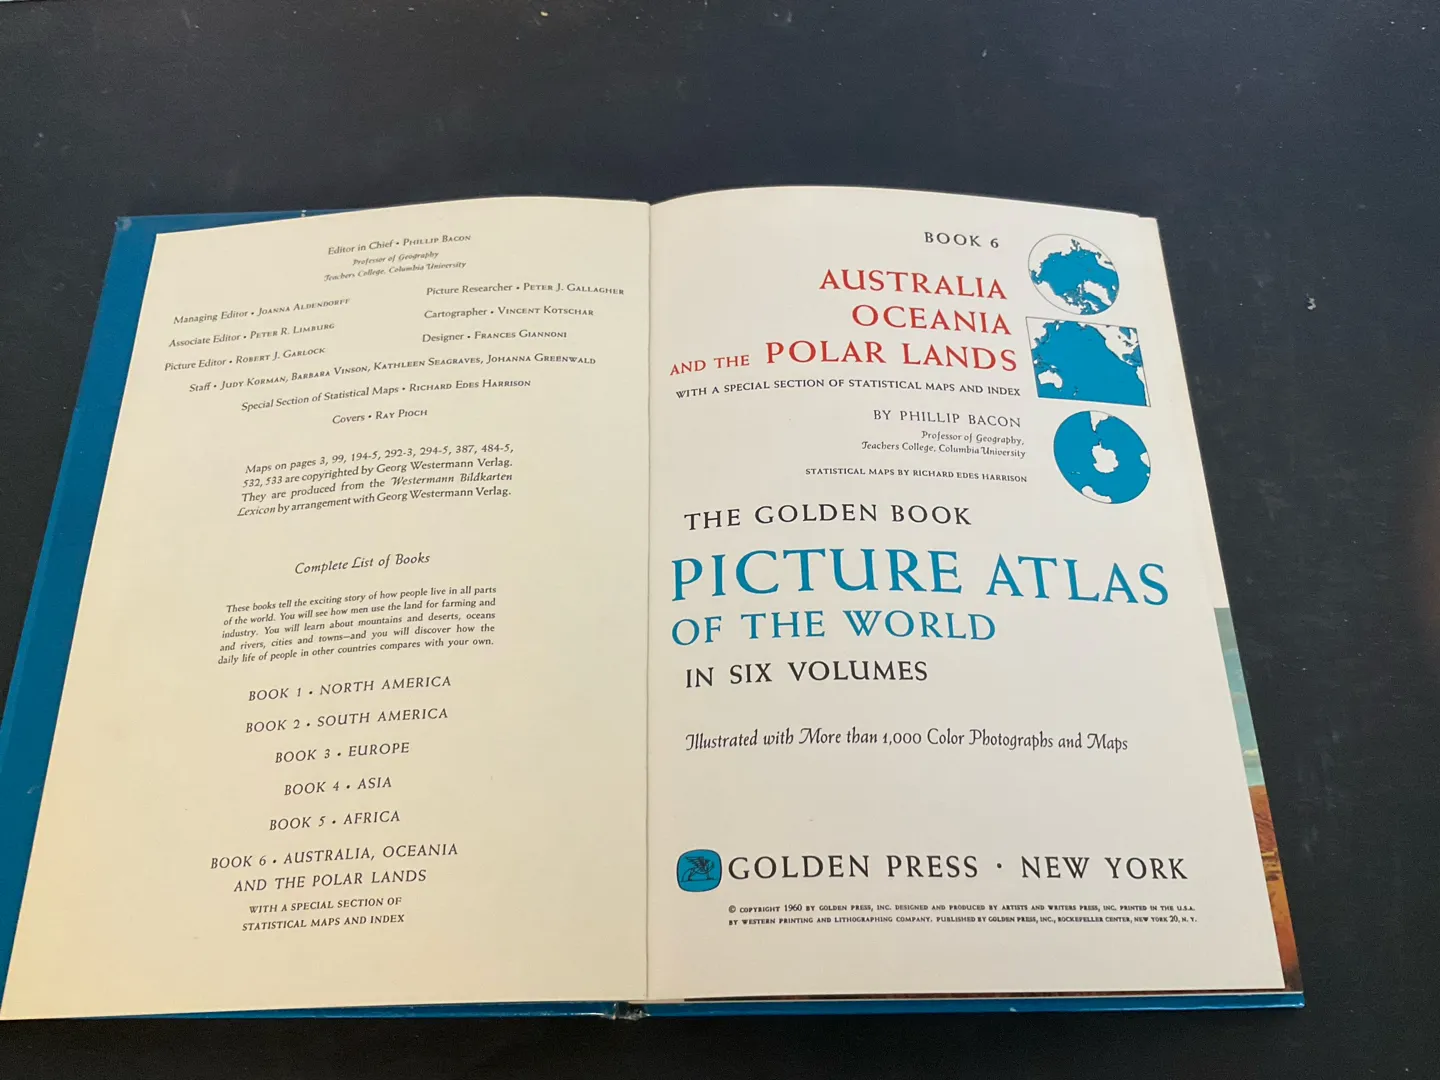 Editor in Chief • PHILLIP BACON
Professor of Geography
Teachers College, Columbia University
Managing Editor • JOANNA ALDENDORFF
Associate Editor • PETER R. LIMBURG
Picture Editor • ROBERT J. GARLOCK
Picture Researcher • PETER J. GALLAGHER
Cartographer • VINCENT KOTSCHAR
Designer • FRANCES GIANNONI
Staff • JUDY KORMAN, BARBARA VINSON, KATHLEEN SEAGRAVES, JOHANNA GREENWALD
Special Section of Statistical Maps • RICHARD EDES HARRISON
Covers • RAY PIOCH
Maps on pages 3, 99, 194-5, 292-3, 294-5, 387, 484-5,
532, 533 are copyrighted by Georg Westermann Verlag.
They are produced from the Westermann Bildkarten
Lexicon by arrangement with Georg Westermann Verlag.
Complete List of Books
These books tell the exciting story of how people live in all parts
of the world. You will see how men use the land for farming and
industry. You will learn about mountains and deserts, oceans
and rivers, cities and towns—and you will discover how the
daily life of people in other countries compares with your own.
BOOK 1 • NORTH AMERICA
BOOK 2 • SOUTH AMERICA
BOOK 3 • EUROPE
BOOK 4 • ASIA
BOOK 5 • AFRICA
BOOK 6 • AUSTRALIA, OCEANIA
AND THE POLAR LANDS
WITH A SPECIAL SECTION OF
STATISTICAL MAPS AND INDEX
BOOK 6
AUSTRALIA
OCEANIA
AND THE POLAR LANDS
WITH A SPECIAL SECTION OF STATISTICAL MAPS AND INDEX
BY PHILLIP BACON
Professor of Geography,
Teachers College, Columbia University
STATISTICAL MAPS BY RICHARD EDES HARRISON
THE GOLDEN BOOK
PICTURE ATLAS
OF THE WORLD
IN SIX VOLUMES
Illustrated with More than 1,000 Color Photographs and Maps
GOLDEN PRESS • NEW YORK
© COPYRIGHT 1960 BY GOLDEN PRESS, INC. DESIGNED AND PRODUCED BY ARTISTS AND WRITERS PRESS, INC. PRINTED IN THE U.S.A.
BY WESTERN PRINTING AND LITHOGRAPHING COMPANY. PUBLISHED BY GOLDEN PRESS, INC., ROCKEFELLER CENTER, NEW YORK 20, N. Y.